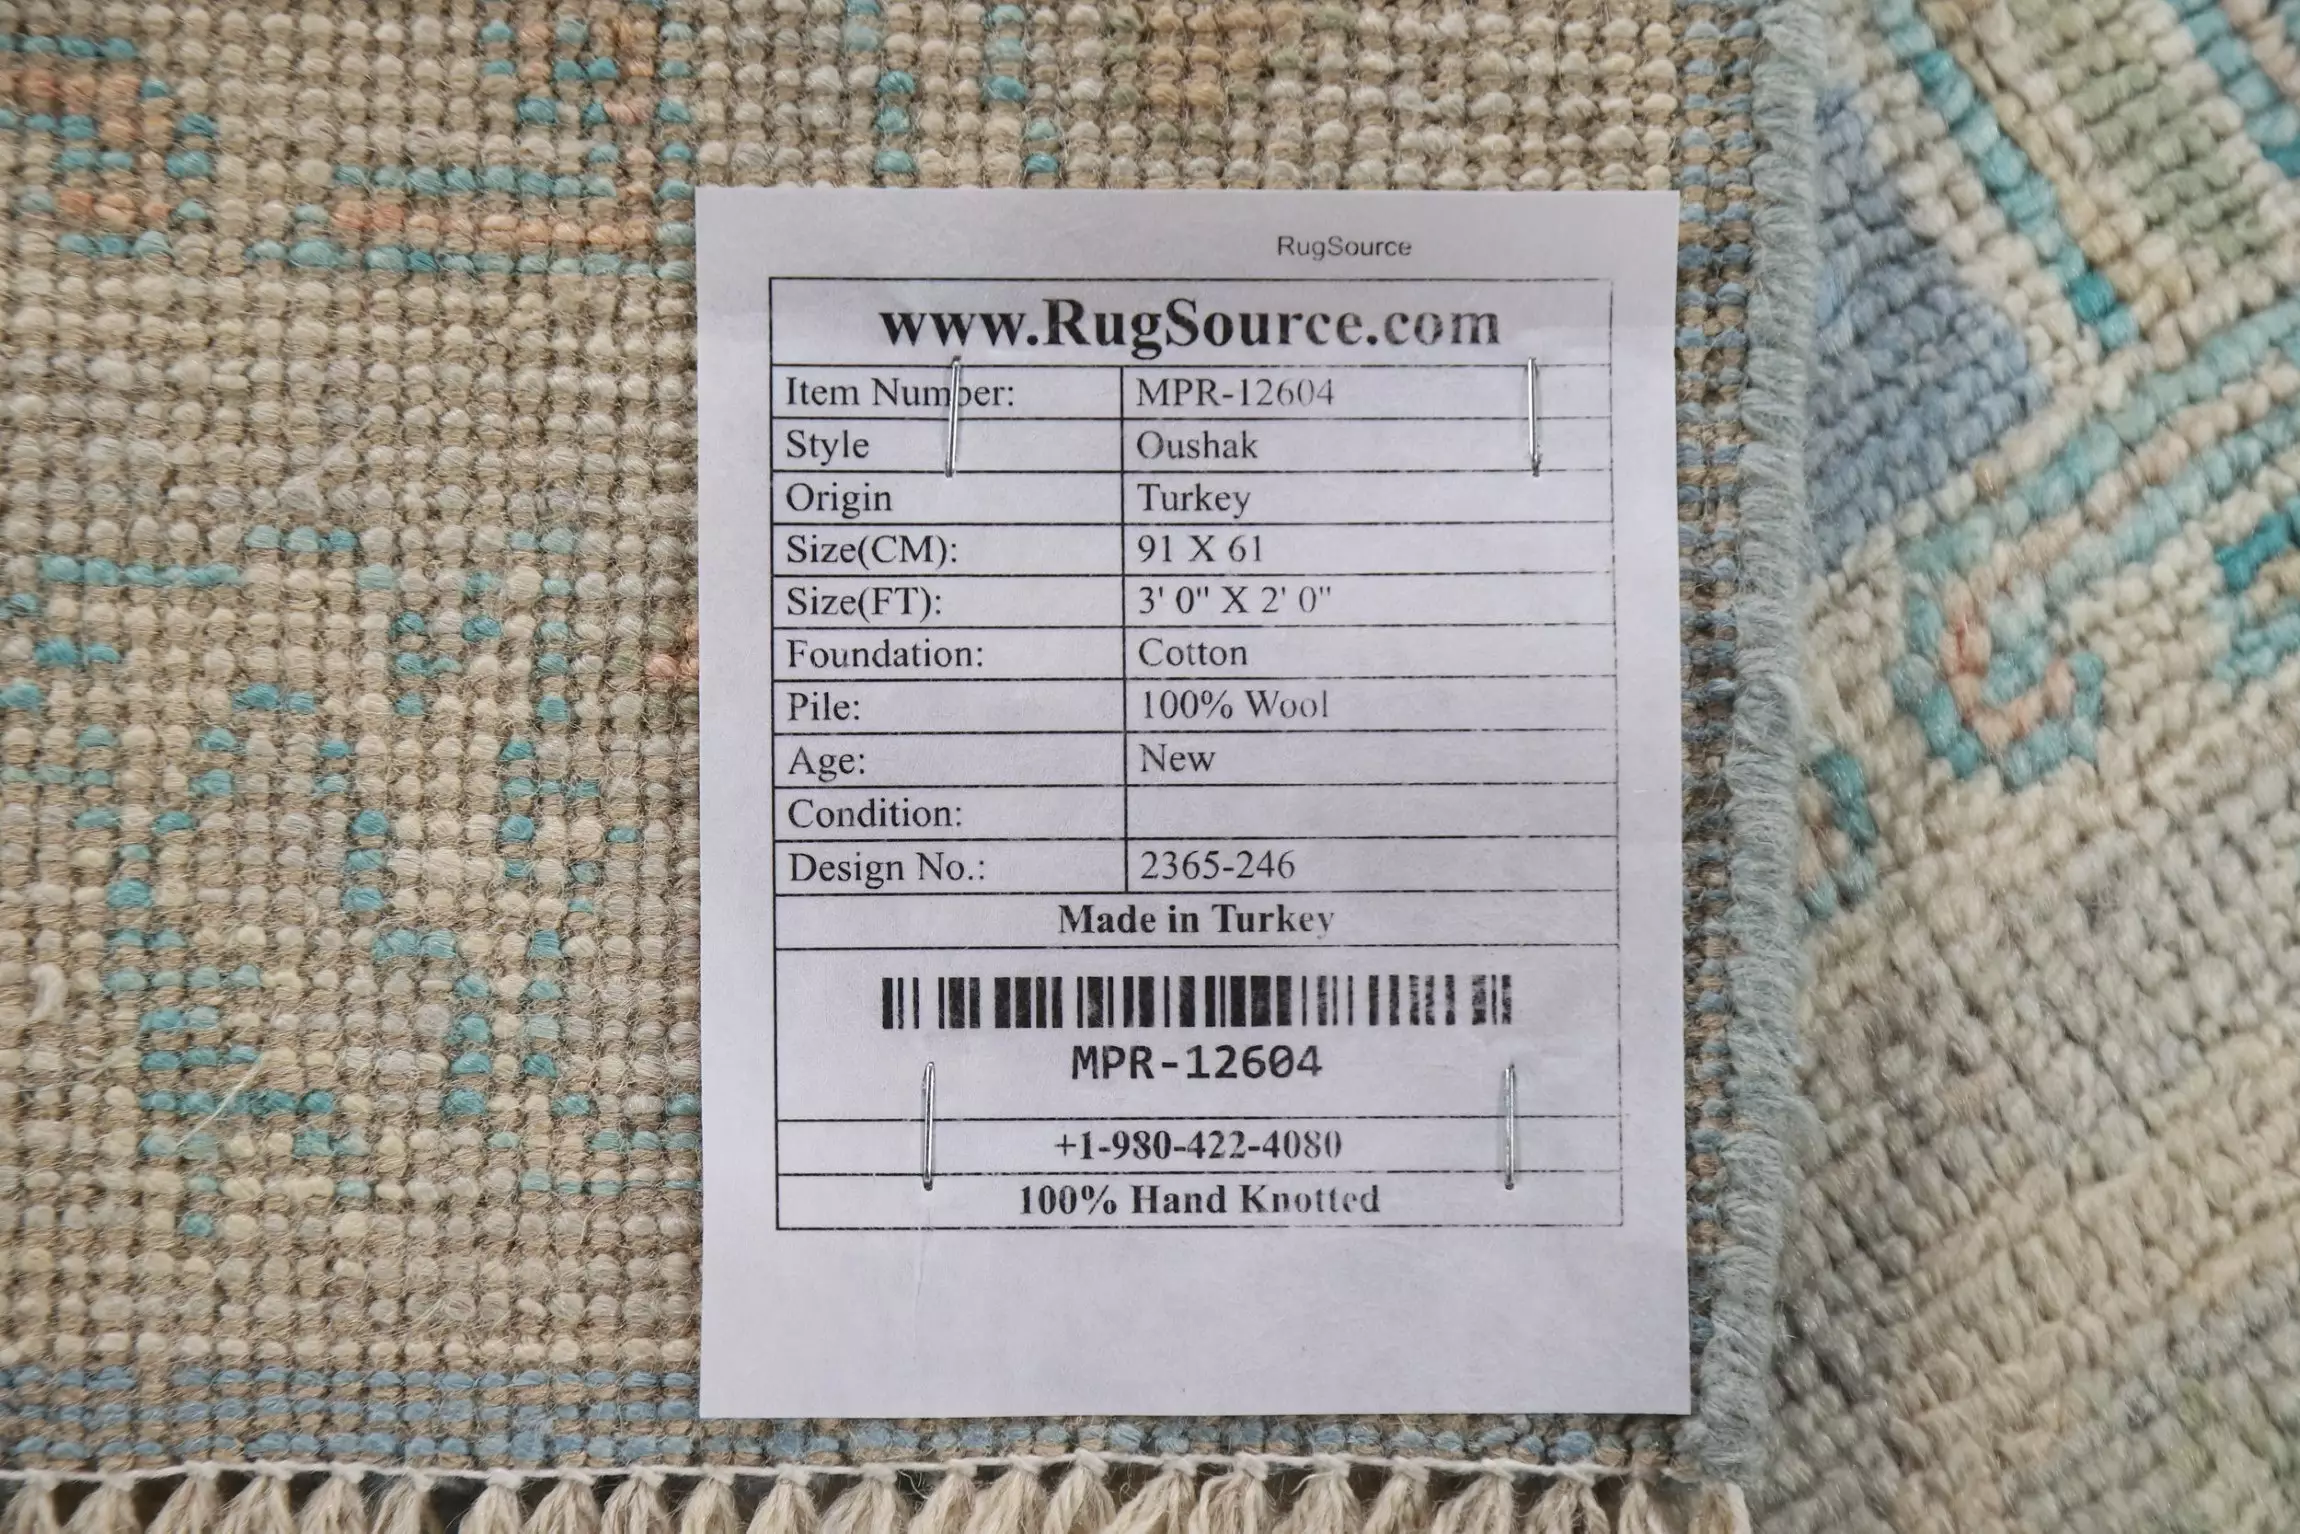 RugSource
www.RugSource.com
Item Number: MPR-12604
Style Oushak
Origin Turkey
Size(CM): 91 X 61
Size(FT): 3' 0" X 2' 0"
Foundation: Cotton
Pile: 100% Wool
Age: New
Condition:
Design No.: 2365-246
Made in Turkey
MPR-12604
+1-980-422-4080
100% Hand Knotted